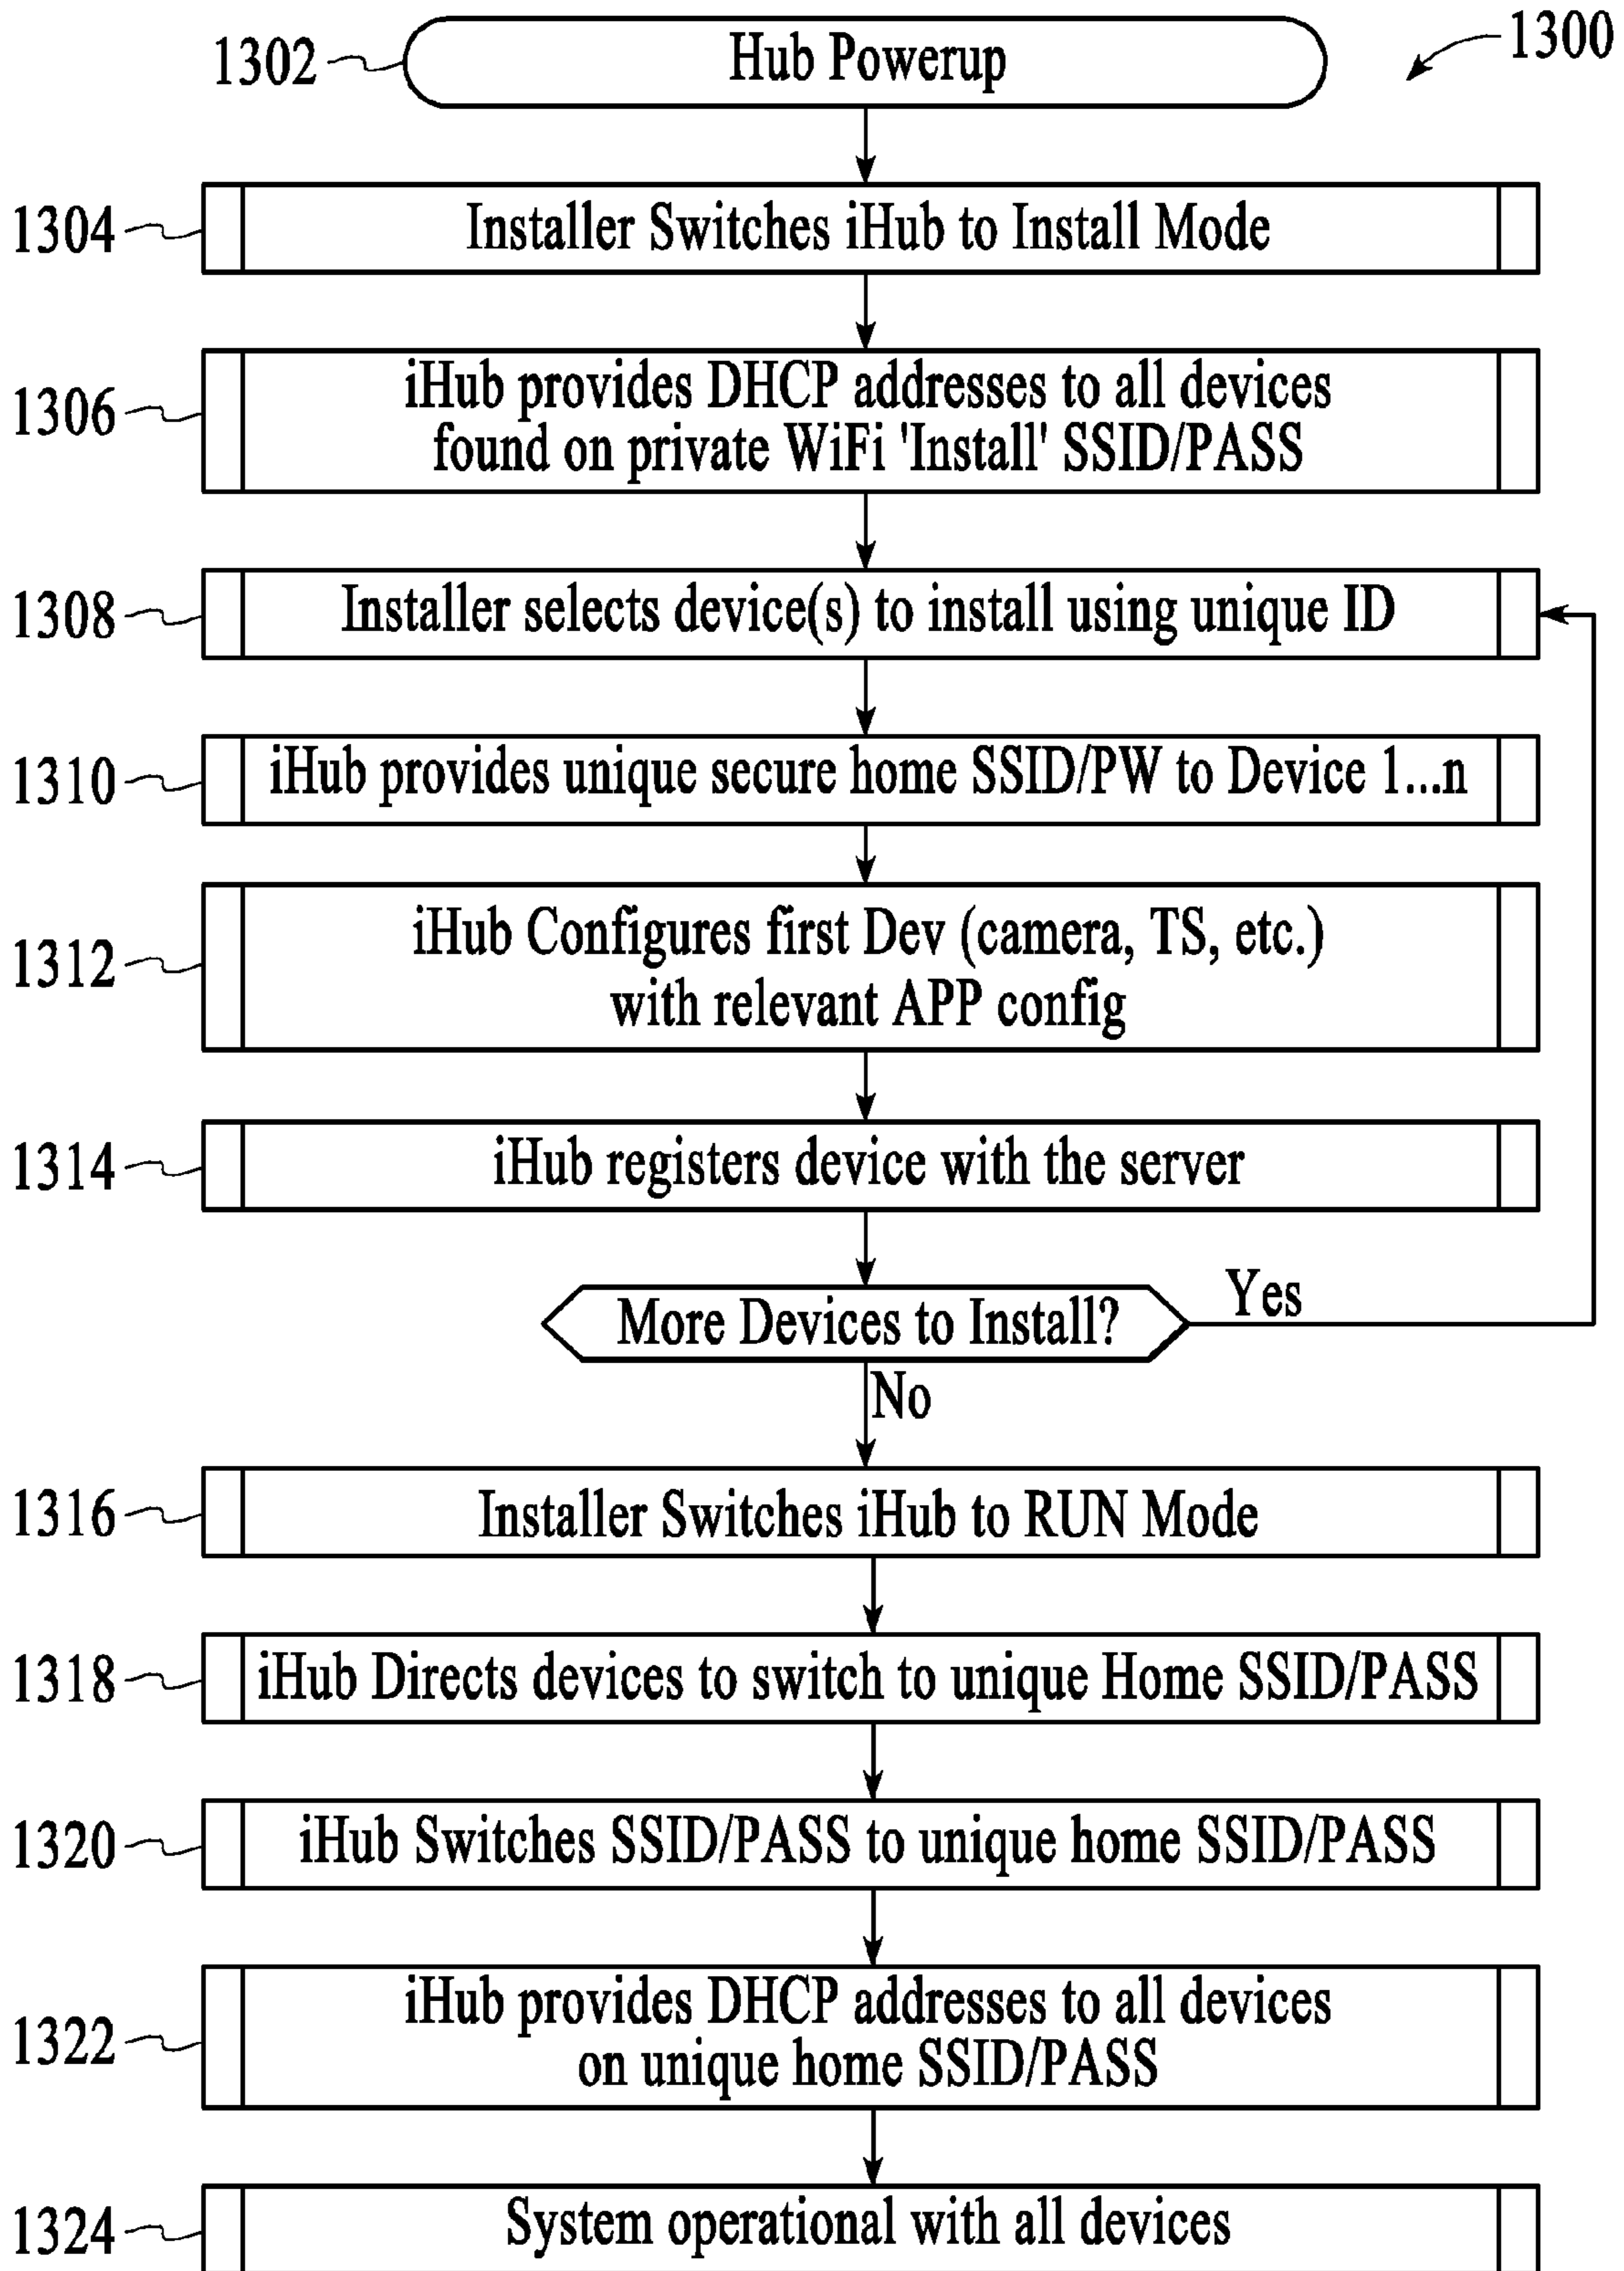 1302
Hub Powerup
1300
1304
Installer Switches iHub to Install Mode
1306
iHub provides DHCP addresses to all devices
found on private WiFi 'Install' SSID/PASS
1308
Installer selects device(s) to install using unique ID
1310
iHub provides unique secure home SSID/PW to Device 1...n
1312
iHub Configures first Dev (camera, TS, etc.)
with relevant APP config
1314
iHub registers device with the server
More Devices to Install?
Yes
No
1316
Installer Switches iHub to RUN Mode
1318
iHub Directs devices to switch to unique Home SSID/PASS
1320
iHub Switches SSID/PASS to unique home SSID/PASS
1322
iHub provides DHCP addresses to all devices
on unique home SSID/PASS
1324
System operational with all devices